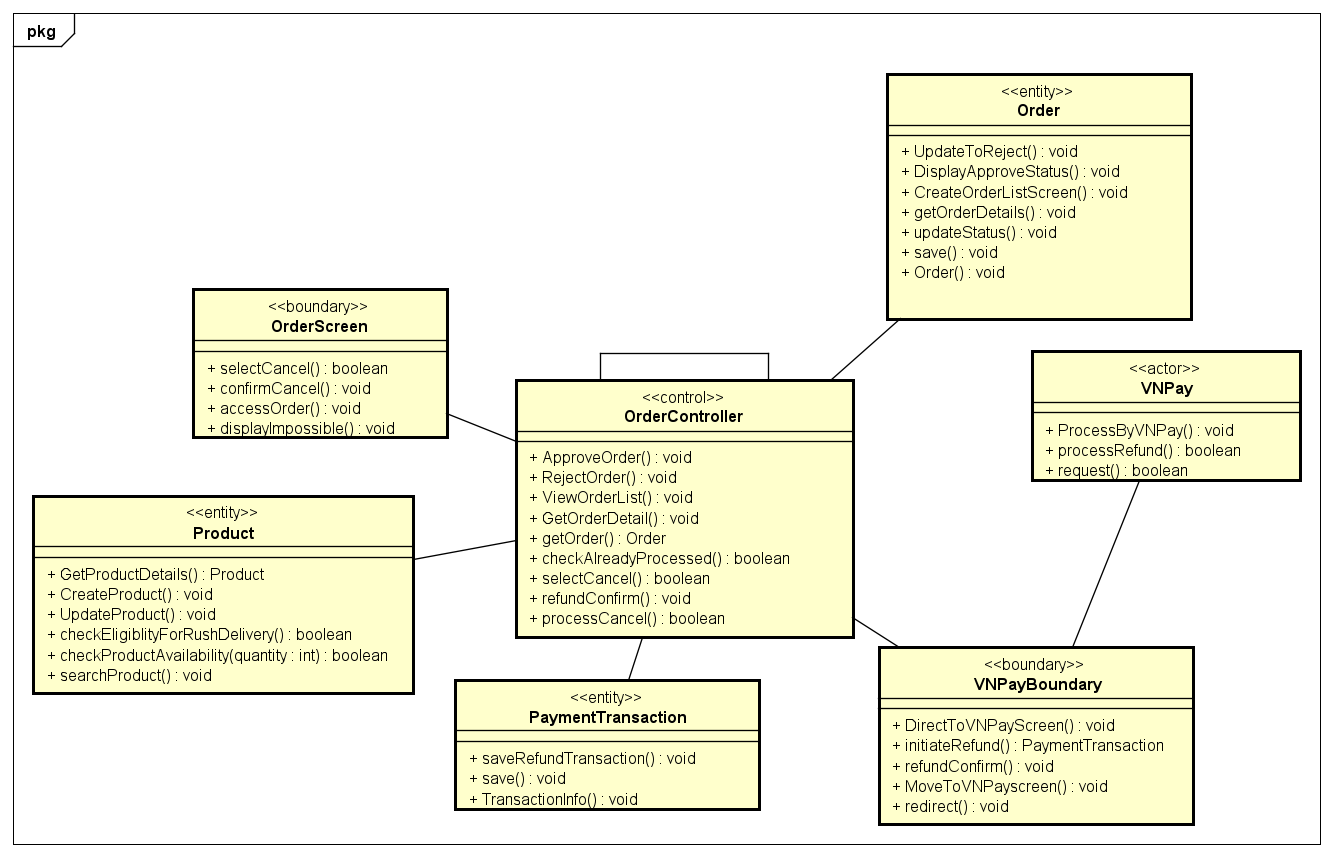 pkg
<<entity>>
Order
+ UpdateToReject() : void
+ DisplayApproveStatus() : void
+ CreateOrderListScreen() : void
+ getOrderDetails() : void
+ updateStatus() : void
+ save() : void
+ Order() : void
<<boundary>>
OrderScreen
+ selectCancel() : boolean
+ confirmCancel() : void
+ accessOrder() : void
+ displayImpossible() : void
<<control>>
OrderController
+ ApproveOrder() : void
+ RejectOrder() : void
+ ViewOrderList() : void
+ GetOrderDetail() : void
+ getOrder() : Order
+ checkAlreadyProcessed() : boolean
+ selectCancel() : boolean
+ refundConfirm() : void
+ processCancel() : boolean
<<actor>>
VNPay
+ ProcessByVNPay() : void
+ processRefund() : boolean
+ request() : boolean
<<entity>>
Product
+ GetProductDetails() : Product
+ CreateProduct() : void
+ UpdateProduct() : void
+ checkEligiblityForRushDelivery() : boolean
+ checkProductAvailability(quantity : int) : boolean
+ searchProduct() : void
<<entity>>
PaymentTransaction
+ saveRefundTransaction() : void
+ save() : void
+ TransactionInfo() : void
<<boundary>>
VNPayBoundary
+ DirectToVNPayScreen() : void
+ initiateRefund() : PaymentTransaction
+ refundConfirm() : void
+ MoveToVNPayscreen() : void
+ redirect() : void